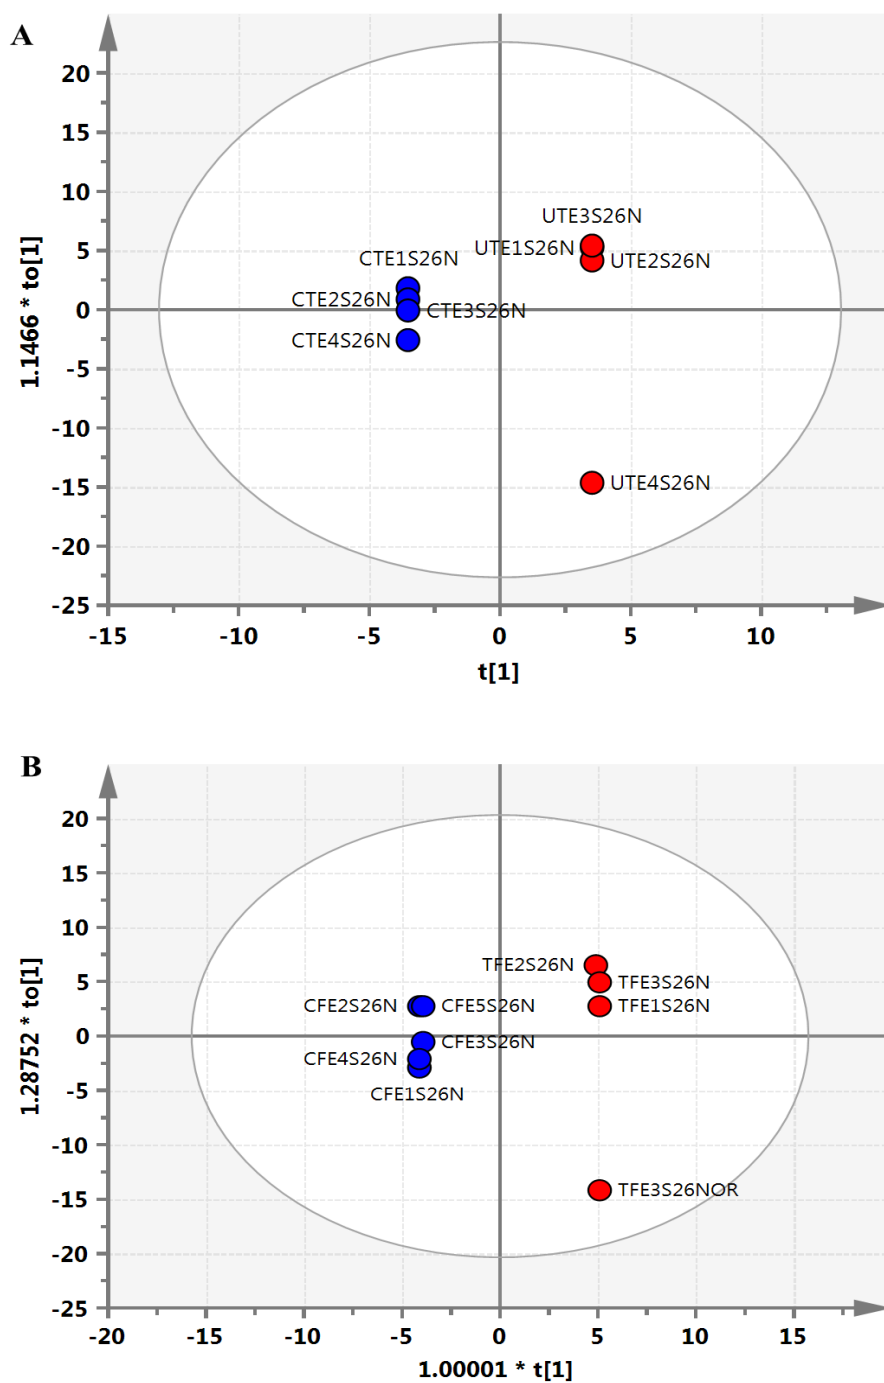 A
20
15
10
5
0
-5
-10
-15
-20
-25
1.1466 * to[1]
UTE3S26N
UTE1S26N
UTE2S26N
CTE1S26N
CTE2S26N
CTE3S26N
CTE4S26N
UTE4S26N
-15 -10 -5 0 5 10
t[1]
B
20
15
10
5
0
-5
-10
-15
-20
-25
1.28752 * to[1]
TFE2S26N
TFE3S26N
TFE1S26N
CFE2S26N
CFE5S26N
CFE3S26N
CFE4S26N
CFE1S26N
TFE3S26NOR
-20 -15 -10 -5 0 5 10 15
1.00001 * t[1]